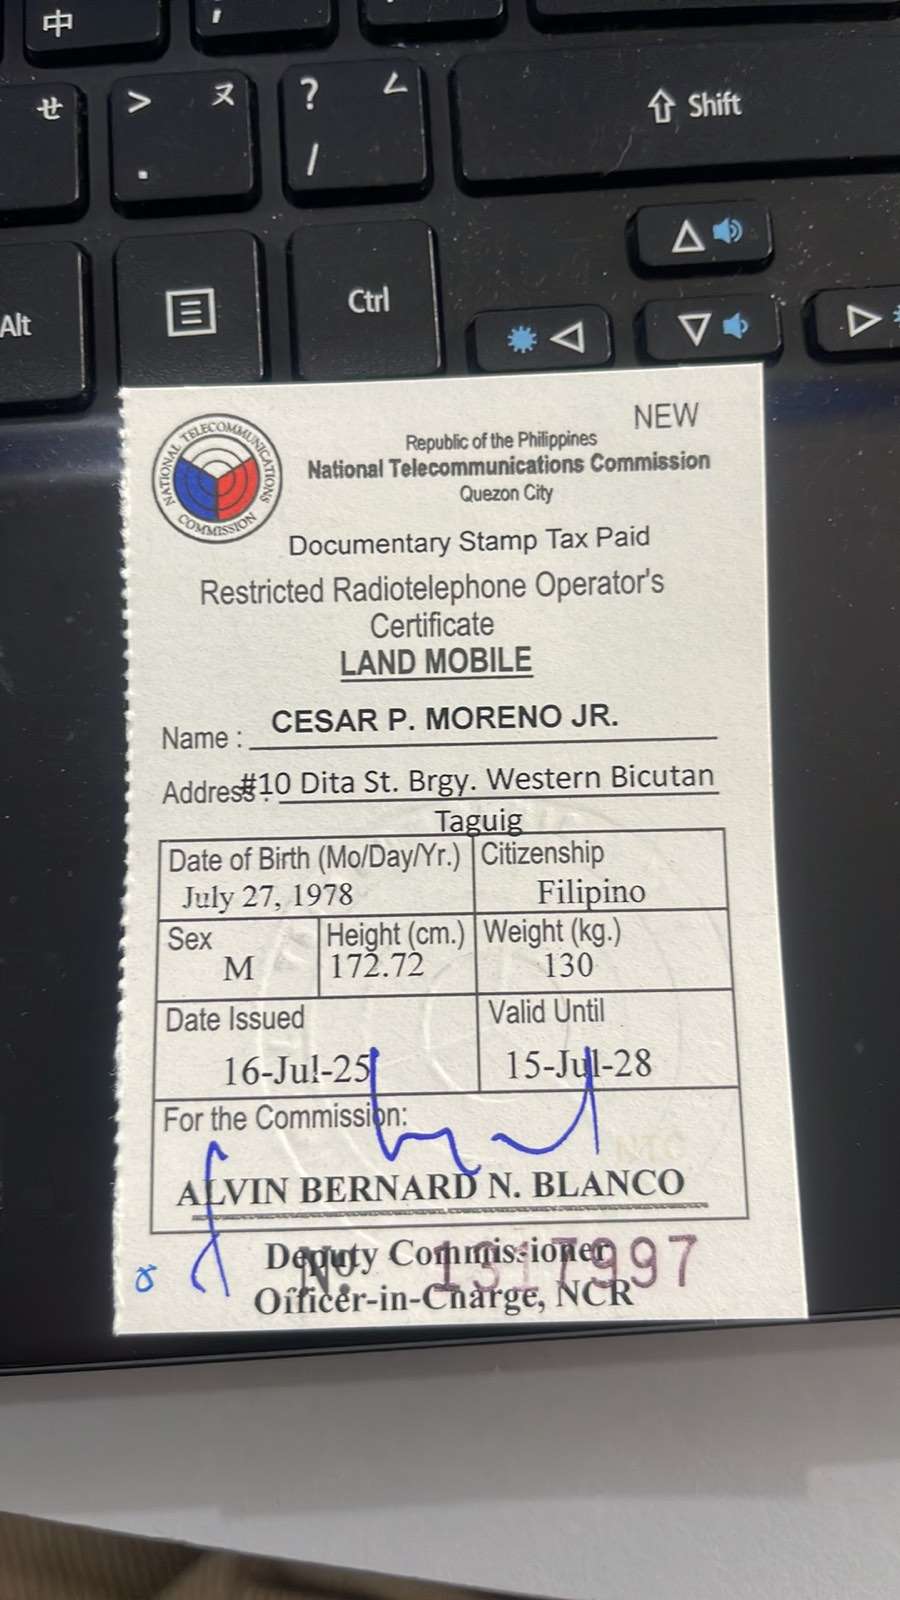 中
せ
> ヌ
.
? ㄥ
/
Shift
Alt
Ctrl
NATIONAL TELECOMMUNICATIONS COMMISSION
NEW
Republic of the Philippines
National Telecommunications Commission
Quezon City
Documentary Stamp Tax Paid
Restricted Radiotelephone Operator's
Certificate
LAND MOBILE
Name : CESAR P. MORENO JR.
Address : #10 Dita St. Brgy. Western Bicutan
Taguig
Date of Birth (Mo/Day/Yr.) Citizenship
July 27, 1978 Filipino
Sex Height (cm.) Weight (kg.)
M 172.72 130
Date Issued Valid Until
16-Jul-25 15-Jul-28
For the Commission:
NTC
ALVIN BERNARD N. BLANCO
Deputy Commissioner
No. 1317997
Officer-in-Charge, NCR